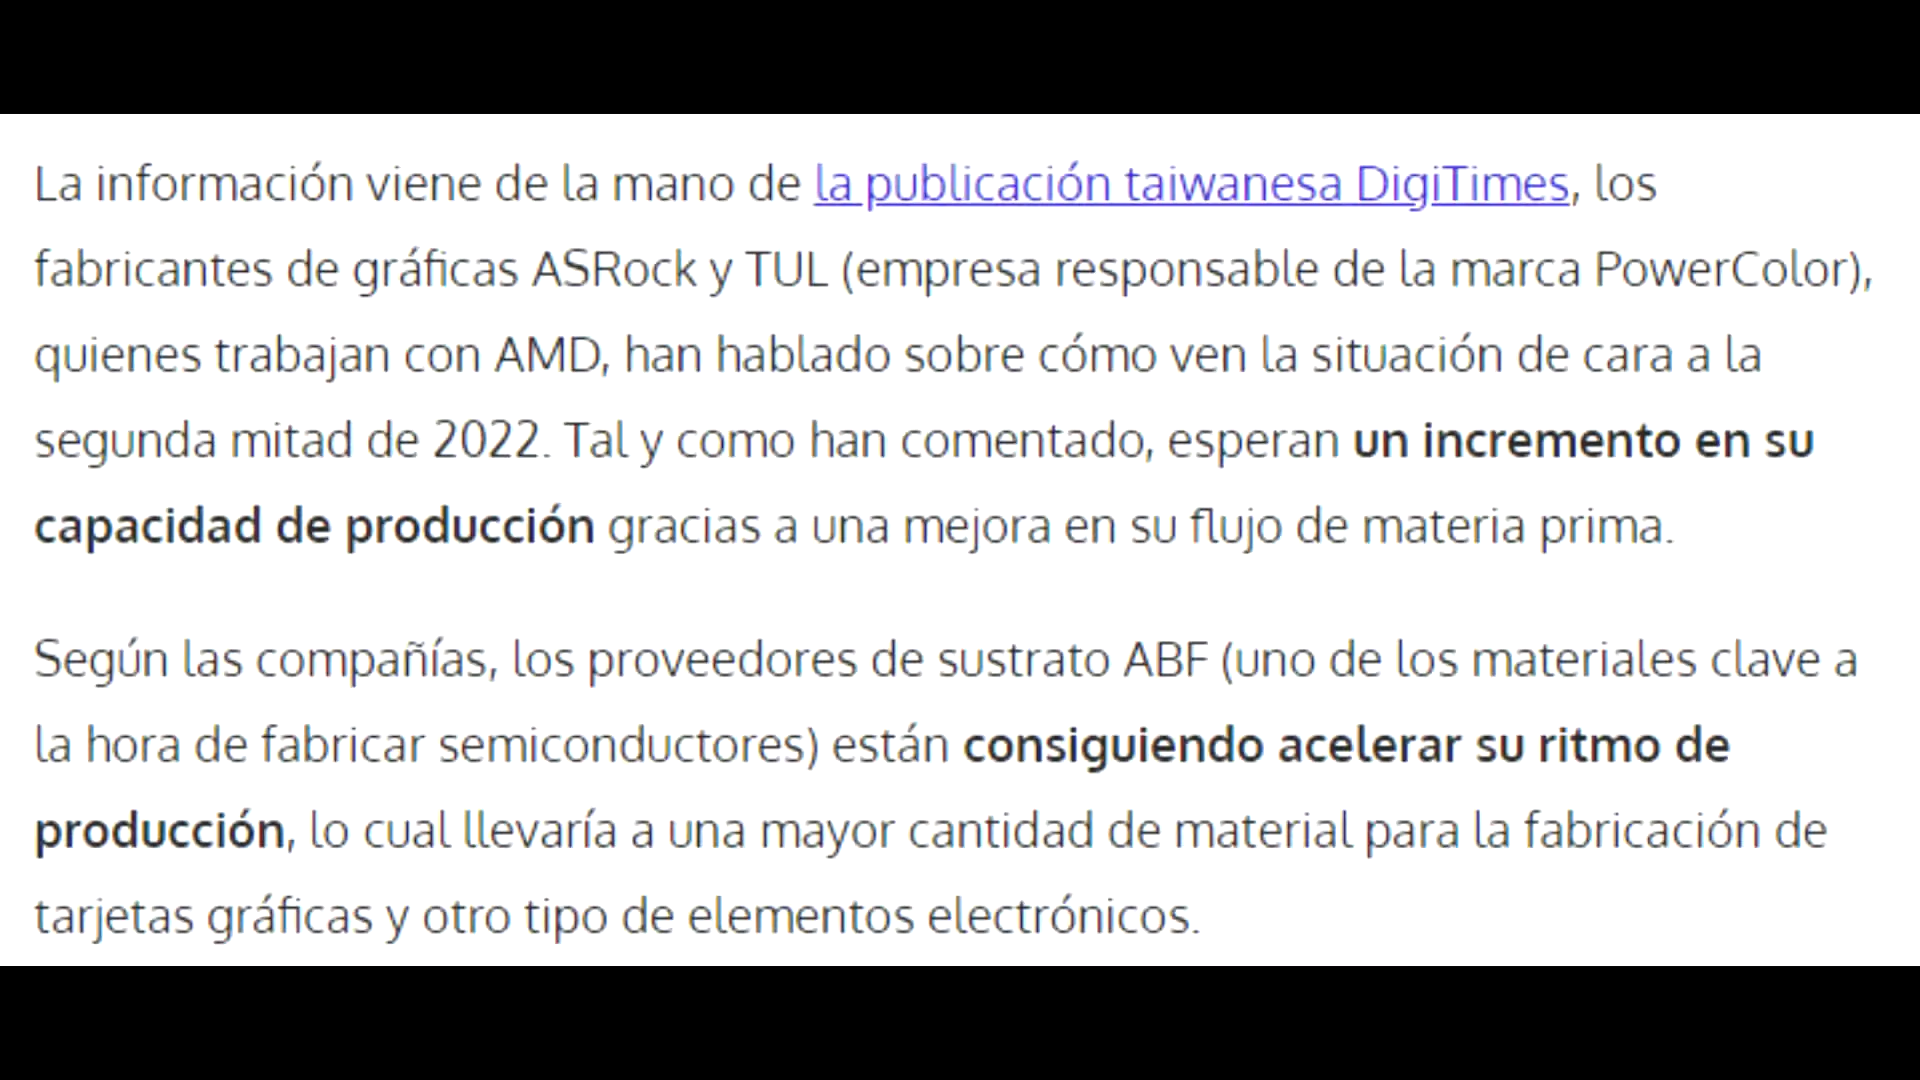 La información viene de la mano de la publicación taiwanesa DigiTimes, los
fabricantes de gráficas ASRock y TUL (empresa responsable de la marca PowerColor),
quienes trabajan con AMD, han hablado sobre cómo ven la situación de cara a la
segunda mitad de 2022. Tal y como han comentado, esperan un incremento en su
capacidad de producción gracias a una mejora en su flujo de materia prima.
Según las compañías, los proveedores de sustrato ABF (uno de los materiales clave a
la hora de fabricar semiconductores) están consiguiendo acelerar su ritmo de
producción, lo cual llevaría a una mayor cantidad de material para la fabricación de
tarjetas gráficas y otro tipo de elementos electrónicos.